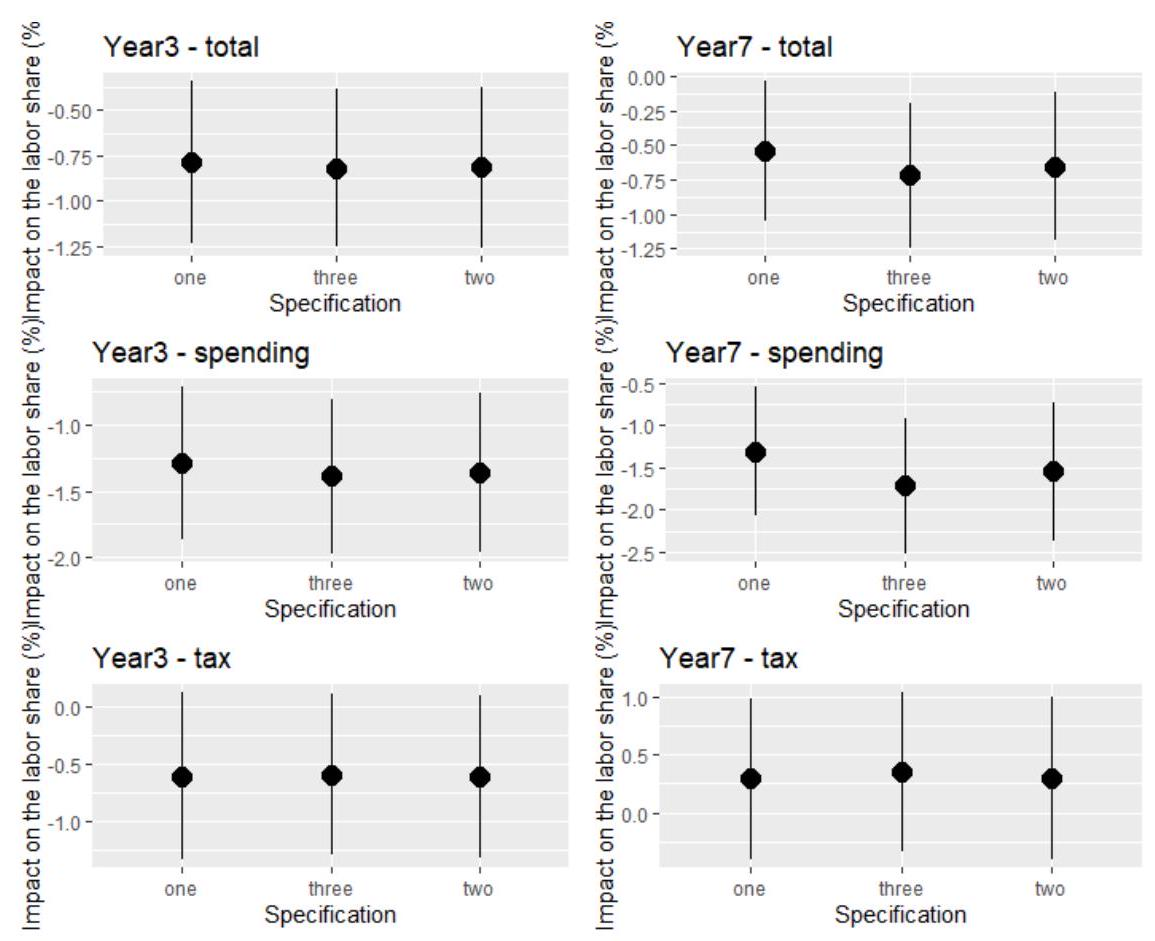 Year3 - total
Impact on the labor share (%
-0.50
-0.75
-1.00
-1.25
one three two
Specification
Year7 - total
Impact on the labor share (%
0.00
-0.25
-0.50
-0.75
-1.00
-1.25
one three two
Specification
Year3 - spending
Impact on the labor share (%)
-1.0
-1.5
-2.0
one three two
Specification
Year7 - spending
Impact on the labor share (%)
-0.5
-1.0
-1.5
-2.0
-2.5
one three two
Specification
Year3 - tax
Impact on the labor share (%)
0.0
-0.5
-1.0
one three two
Specification
Year7 - tax
Impact on the labor share (%)
1.0
0.5
0.0
one three two
Specification